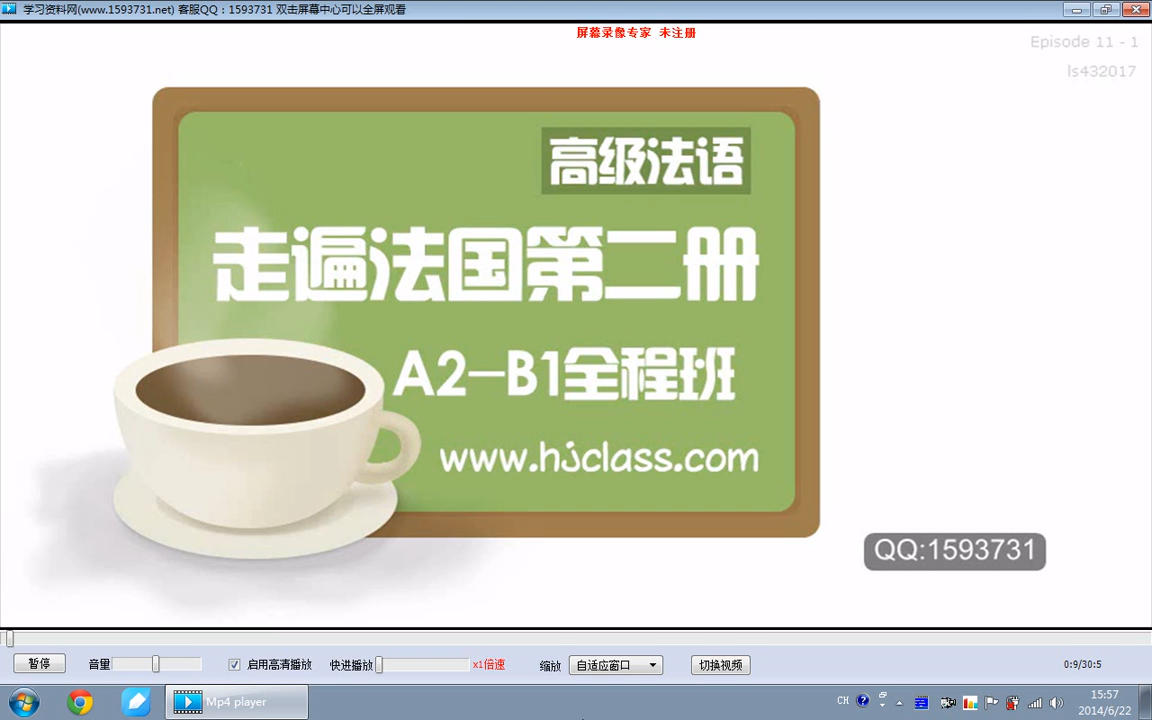 学习资料网(www.1593731.net) 客服QQ：1593731 双击屏幕中心可以全屏观看
屏幕录像专家 未注册
Episode 11 - 1
ls432017
高级法语
走遍法国第二册
A2-B1全程班
www.hjclass.com
QQ:1593731
暂停 音量 启用高清播放 快进播放 x1倍速 缩放 自适应窗口 切换视频 0:9/30:5
Mp4 player
CH
15:57
2014/6/22